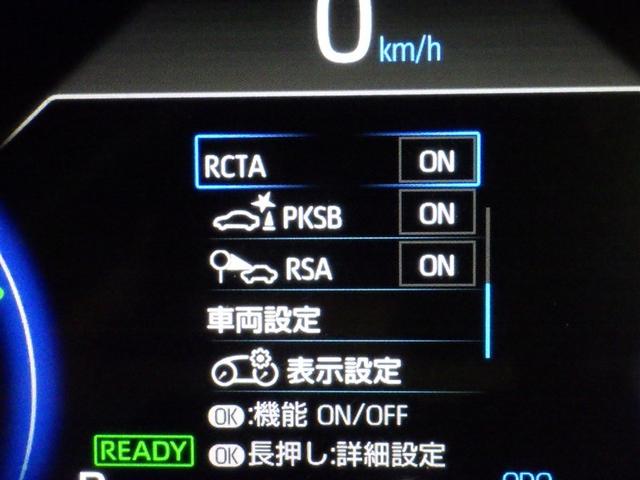 0 km/h
RCTA ON
PKSB ON
RSA ON
車両設定
表示設定
OK:機能 ON/OFF
READY OK長押し:詳細設定